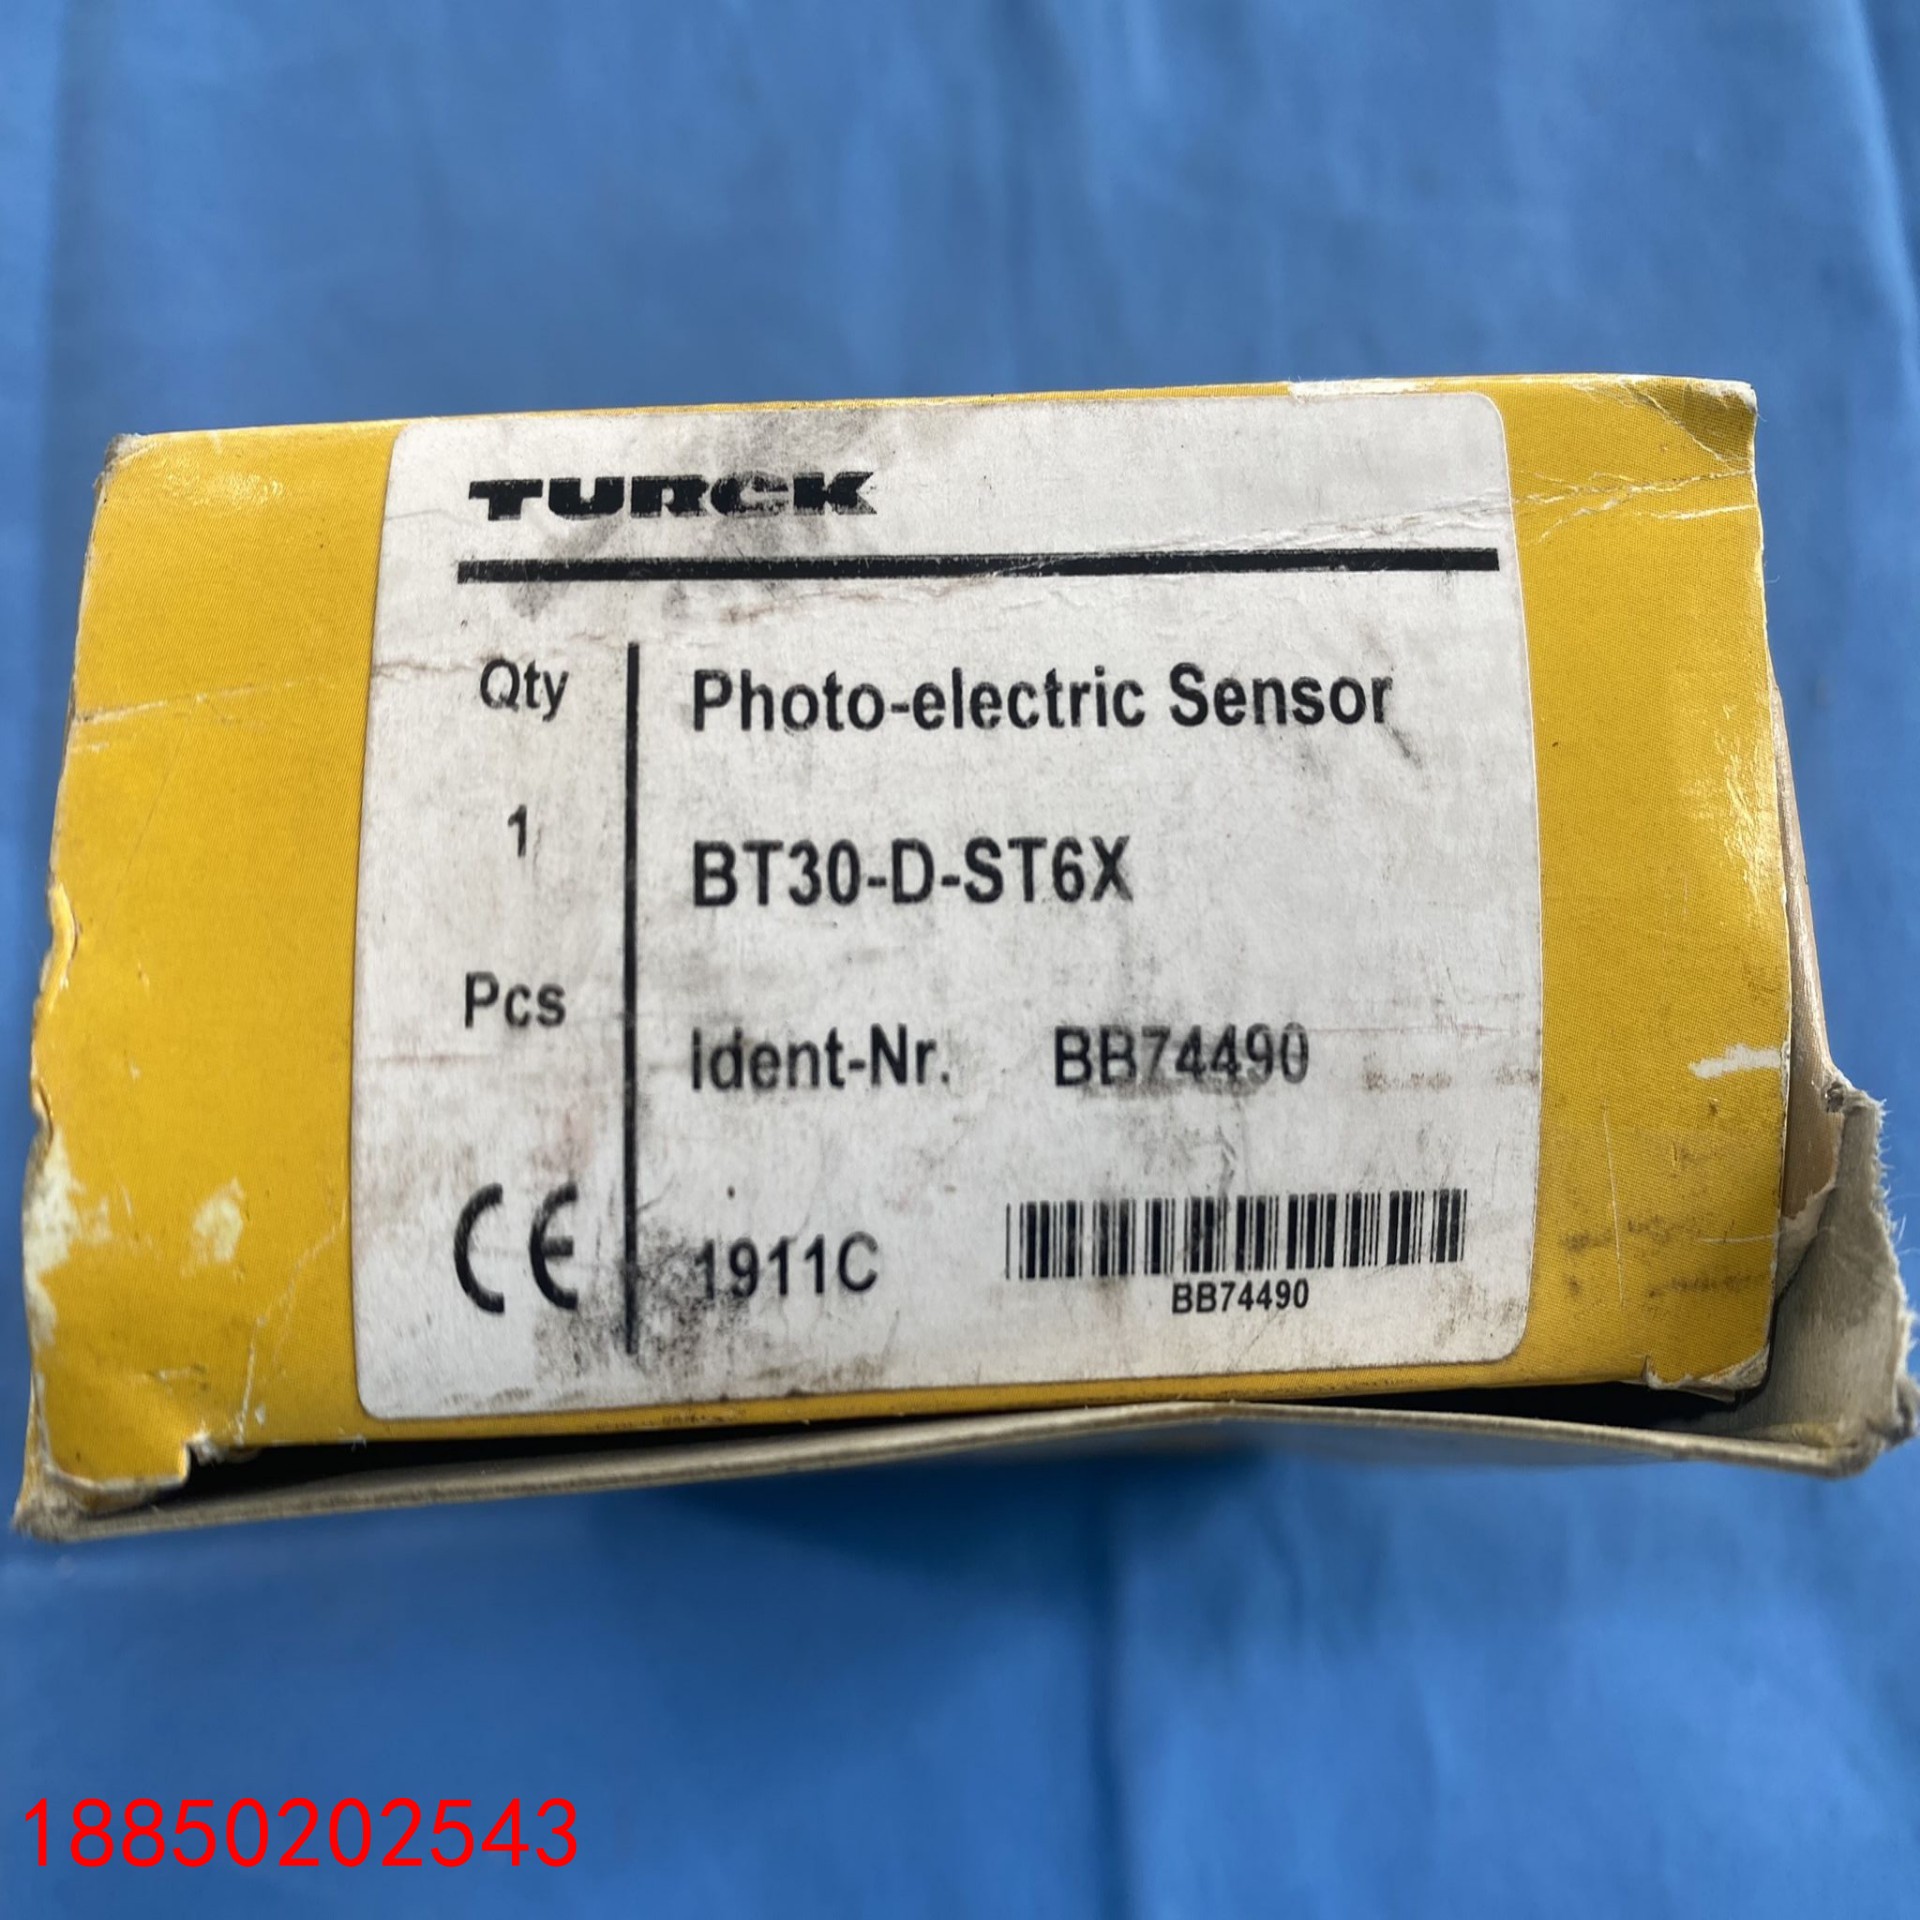 TURCK
Qty
1
Pcs
CE
Photo-electric Sensor
BT30-D-ST6X
Ident-Nr. BB74490
1911C
BB74490
18850202543